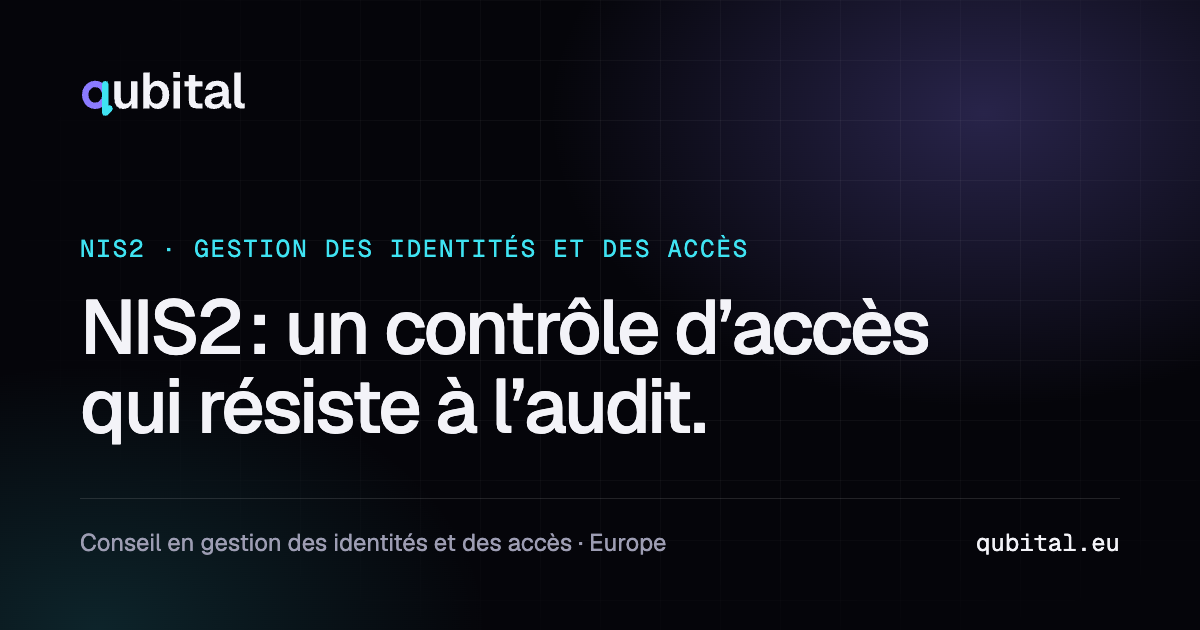 qubital
NIS2 · GESTION DES IDENTITÉS ET DES ACCÈS
NIS2 : un contrôle d’accès
qui résiste à l’audit.
Conseil en gestion des identités et des accès · Europe
qubital.eu